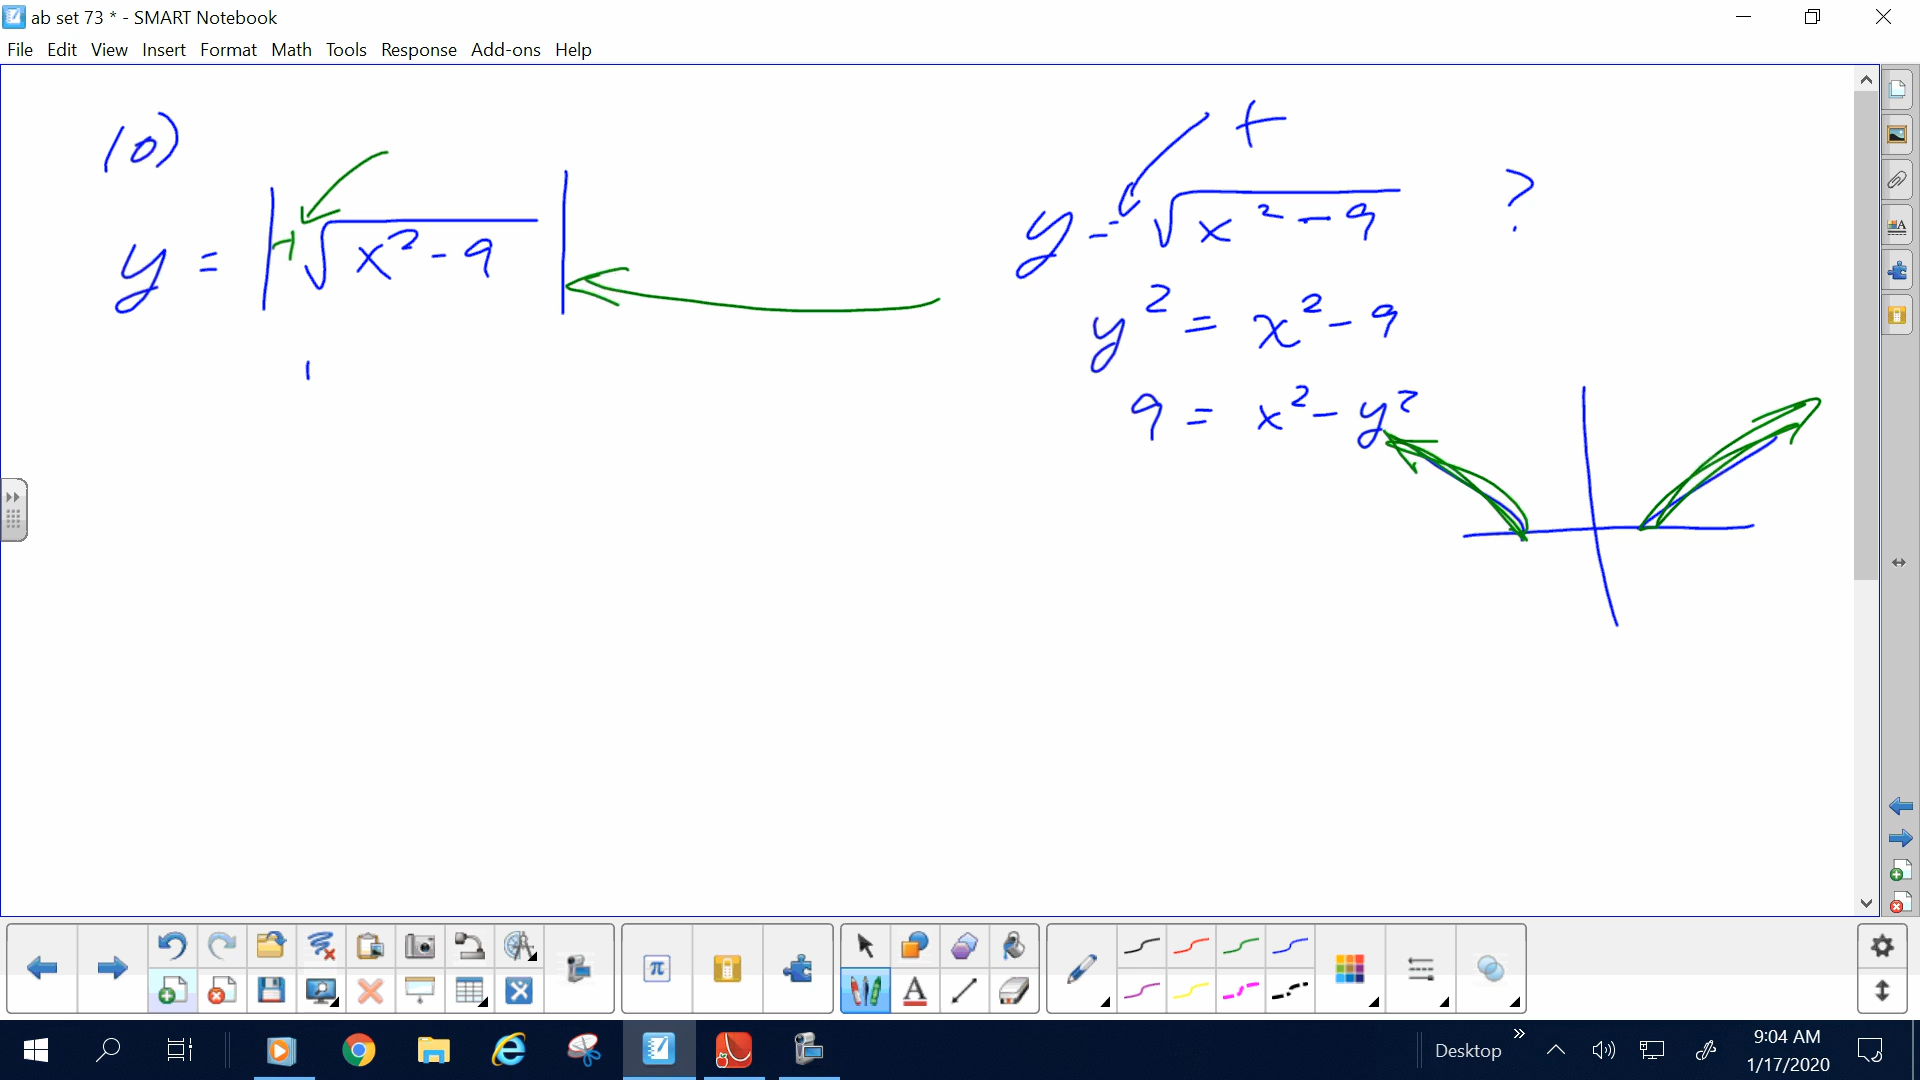 ab set 73 * - SMART Notebook
File Edit View Insert Format Math Tools Response Add-ons Help
10)
y = |+√(x² - 9)|
+
y = √(x² - 9) ?
y² = x² - 9
9 = x² - y²
π
A
A
Desktop
9:04 AM
1/17/2020